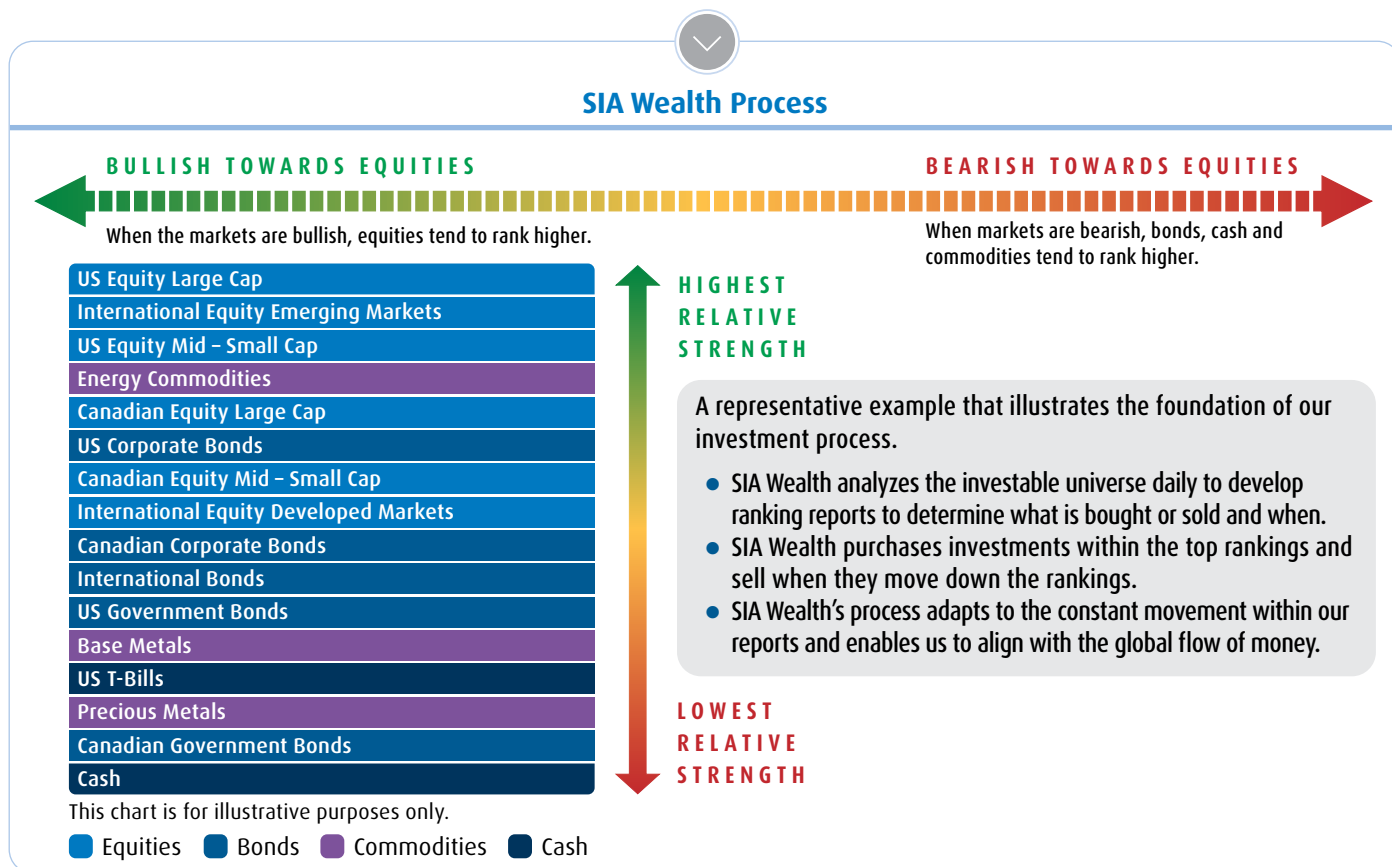 SIA Wealth Process
BULLISH TOWARDS EQUITIES
When the markets are bullish, equities tend to rank higher.
BEARISH TOWARDS EQUITIES
When markets are bearish, bonds, cash and
commodities tend to rank higher.
US Equity Large Cap
International Equity Emerging Markets
US Equity Mid – Small Cap
Energy Commodities
Canadian Equity Large Cap
US Corporate Bonds
Canadian Equity Mid – Small Cap
International Equity Developed Markets
Canadian Corporate Bonds
International Bonds
US Government Bonds
Base Metals
US T-Bills
Precious Metals
Canadian Government Bonds
Cash
This chart is for illustrative purposes only.
Equities Bonds Commodities Cash
HIGHEST
RELATIVE
STRENGTH
A representative example that illustrates the foundation of our
investment process.
• SIA Wealth analyzes the investable universe daily to develop
ranking reports to determine what is bought or sold and when.
• SIA Wealth purchases investments within the top rankings and
sell when they move down the rankings.
• SIA Wealth's process adapts to the constant movement within our
reports and enables us to align with the global flow of money.
LOWEST
RELATIVE
STRENGTH